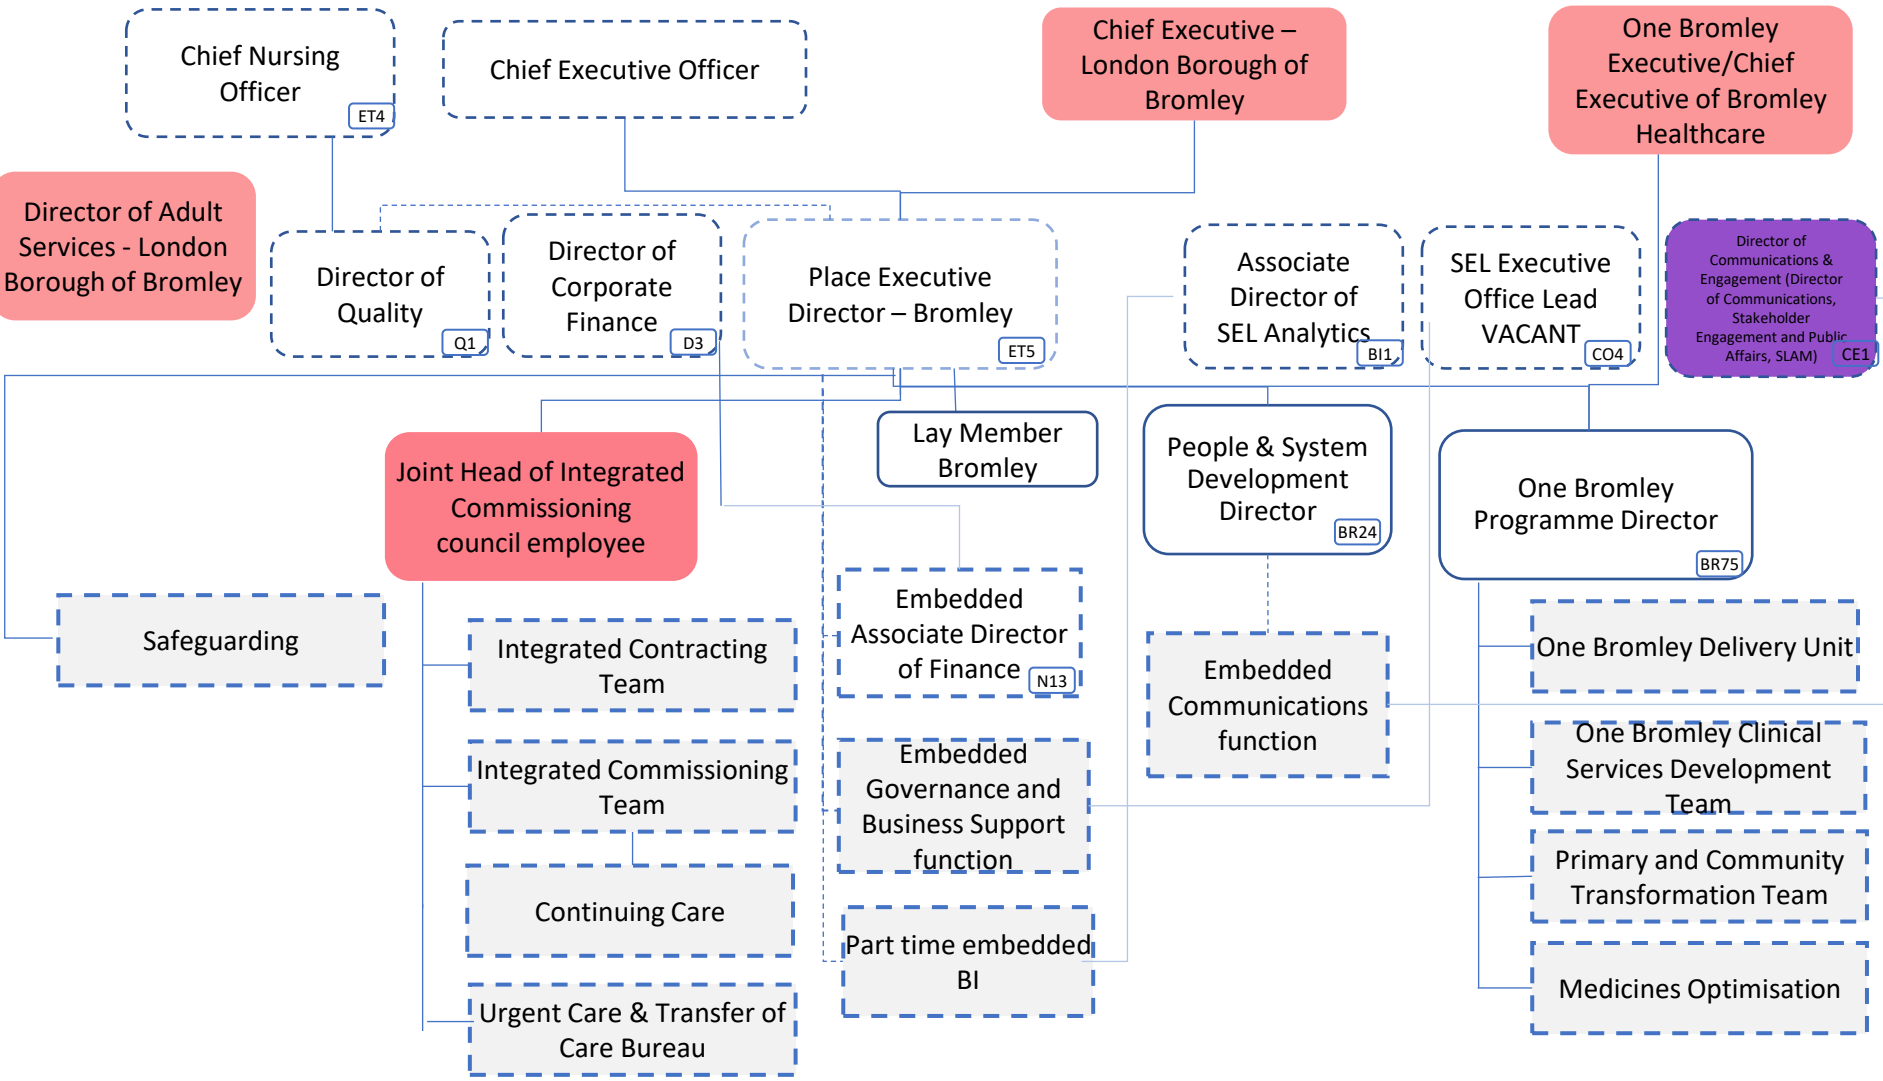 Chief Nursing
Officer
ET4
Chief Executive Officer
Chief Executive –
London Borough of
Bromley
One Bromley
Executive/Chief
Executive of Bromley
Healthcare
Director of Adult
Services - London
Borough of Bromley
Director of
Quality
Q1
Director of
Corporate
Finance
D3
Place Executive
Director – Bromley
ET5
Associate
Director of
SEL Analytics
BI1
SEL Executive
Office Lead
VACANT
CO4
Director of
Communications &
Engagement (Director
of Communications,
Stakeholder
Engagement and Public
Affairs, SLAM)
CE1
Joint Head of Integrated
Commissioning
council employee
Lay Member
Bromley
People & System
Development
Director
BR24
One Bromley
Programme Director
BR75
Safeguarding
Integrated Contracting
Team
Integrated Commissioning
Team
Continuing Care
Urgent Care & Transfer of
Care Bureau
Embedded
Associate Director
of Finance
N13
Embedded
Governance and
Business Support
function
Part time embedded
BI
Embedded
Communications
function
One Bromley Delivery Unit
One Bromley Clinical
Services Development
Team
Primary and Community
Transformation Team
Medicines Optimisation